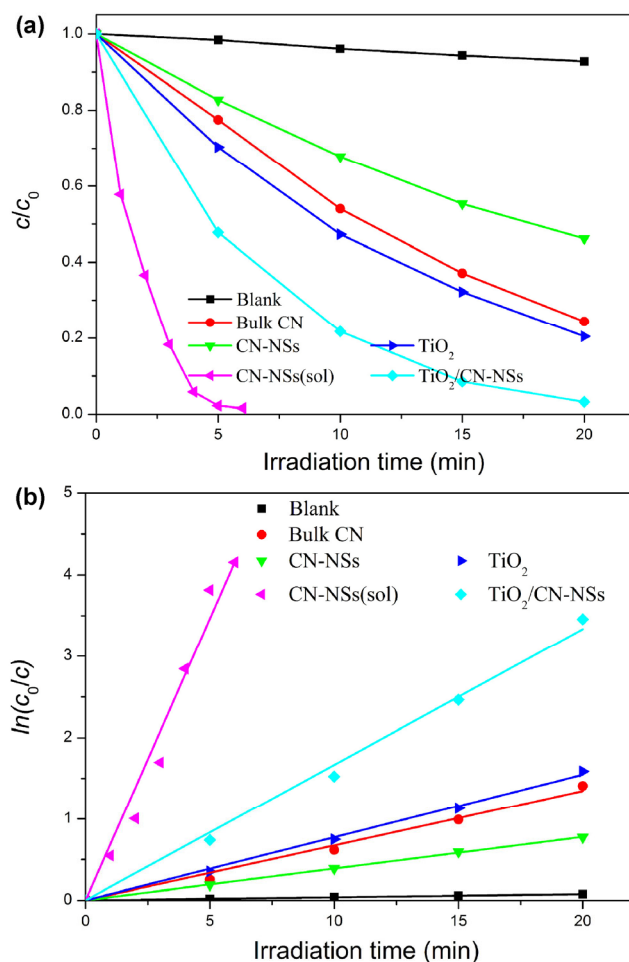 (a)
1.0
0.8
0.6
0.4
0.2
0.0
c/c₀
Blank
Bulk CN
CN-NSs
TiO₂
CN-NSs(sol)
TiO₂/CN-NSs
0 5 10 15 20
Irradiation time (min)
(b)
5
4
3
2
1
0
ln(c₀/c)
Blank
Bulk CN
CN-NSs
TiO₂
CN-NSs(sol)
TiO₂/CN-NSs
0 5 10 15 20
Irradiation time (min)